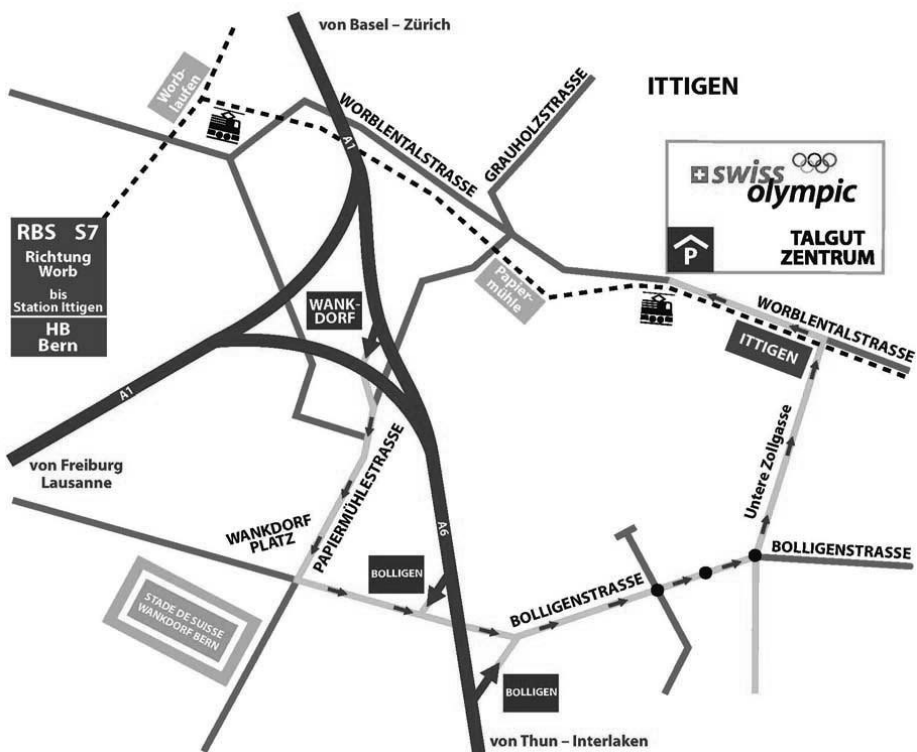 von Basel – Zürich
Worb-
laufen
WORBLENTALSTRASSE
GRAUHOLZSTRASSE
ITTIGEN
A1
swiss
olympic
P
TALGUT
ZENTRUM
RBS S7
Richtung
Worb
bis
Station Ittigen
HB
Bern
WANK-
DORF
Papier-
mühle
WORBLENTALSTRASSE
ITTIGEN
A1
von Freiburg
Lausanne
PAPIERMÜHLESTRASSE
A6
Untere Zollgasse
WANKDORF
PLATZ
BOLLIGEN
BOLLIGENSTRASSE
BOLLIGENSTRASSE
STADE DE SUISSE
WANKDORF BERN
BOLLIGEN
von Thun – Interlaken